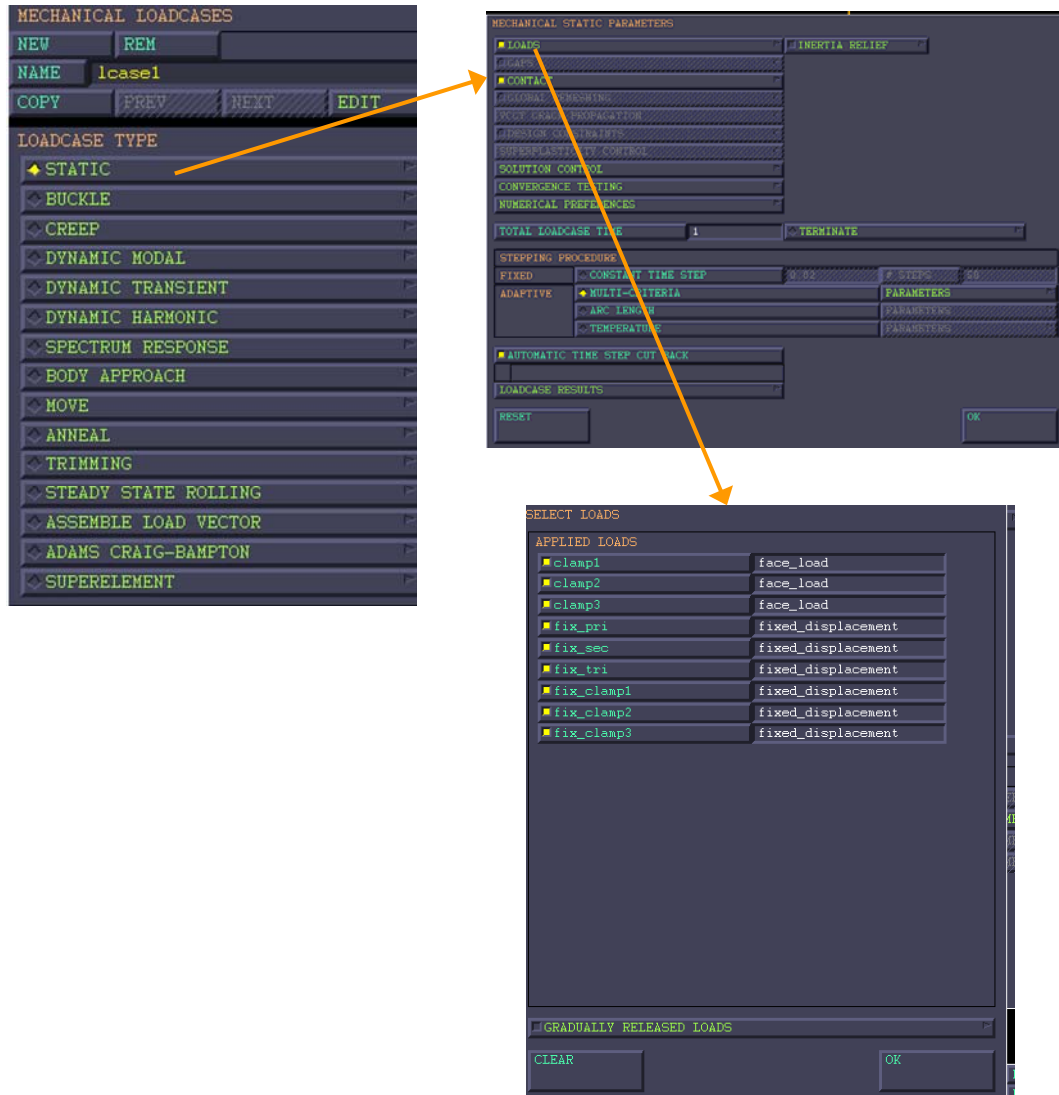 MECHANICAL LOADCASES
NEW REM
NAME lcase1
COPY PREV NEXT EDIT
LOADCASE TYPE
STATIC
BUCKLE
CREEP
DYNAMIC MODAL
DYNAMIC TRANSIENT
DYNAMIC HARMONIC
SPECTRUM RESPONSE
BODY APPROACH
MOVE
ANNEAL
TRIMMING
STEADY STATE ROLLING
ASSEMBLE LOAD VECTOR
ADAMS CRAIG-BAMPTON
SUPERELEMENT
MECHANICAL STATIC PARAMETERS
LOADS INERTIA RELIEF
GAPS
CONTACT
GLOBAL REMESHING
VCCT CRACK PROPAGATION
DESIGN CONSTRAINTS
SUPERPLASTICITY CONTROL
SOLUTION CONTROL
CONVERGENCE TESTING
NUMERICAL PREFERENCES
TOTAL LOADCASE TIME 1 TERMINATE
STEPPING PROCEDURE
FIXED CONSTANT TIME STEP 0.02 # STEPS 50
ADAPTIVE MULTI-CRITERIA PARAMETERS
ARC LENGTH PARAMETERS
TEMPERATURE PARAMETERS
AUTOMATIC TIME STEP CUT BACK
LOADCASE RESULTS
RESET OK
SELECT LOADS
APPLIED LOADS
clamp1 face_load
clamp2 face_load
clamp3 face_load
fix_pri fixed_displacement
fix_sec fixed_displacement
fix_tri fixed_displacement
fix_clamp1 fixed_displacement
fix_clamp2 fixed_displacement
fix_clamp3 fixed_displacement
GRADUALLY RELEASED LOADS
CLEAR OK